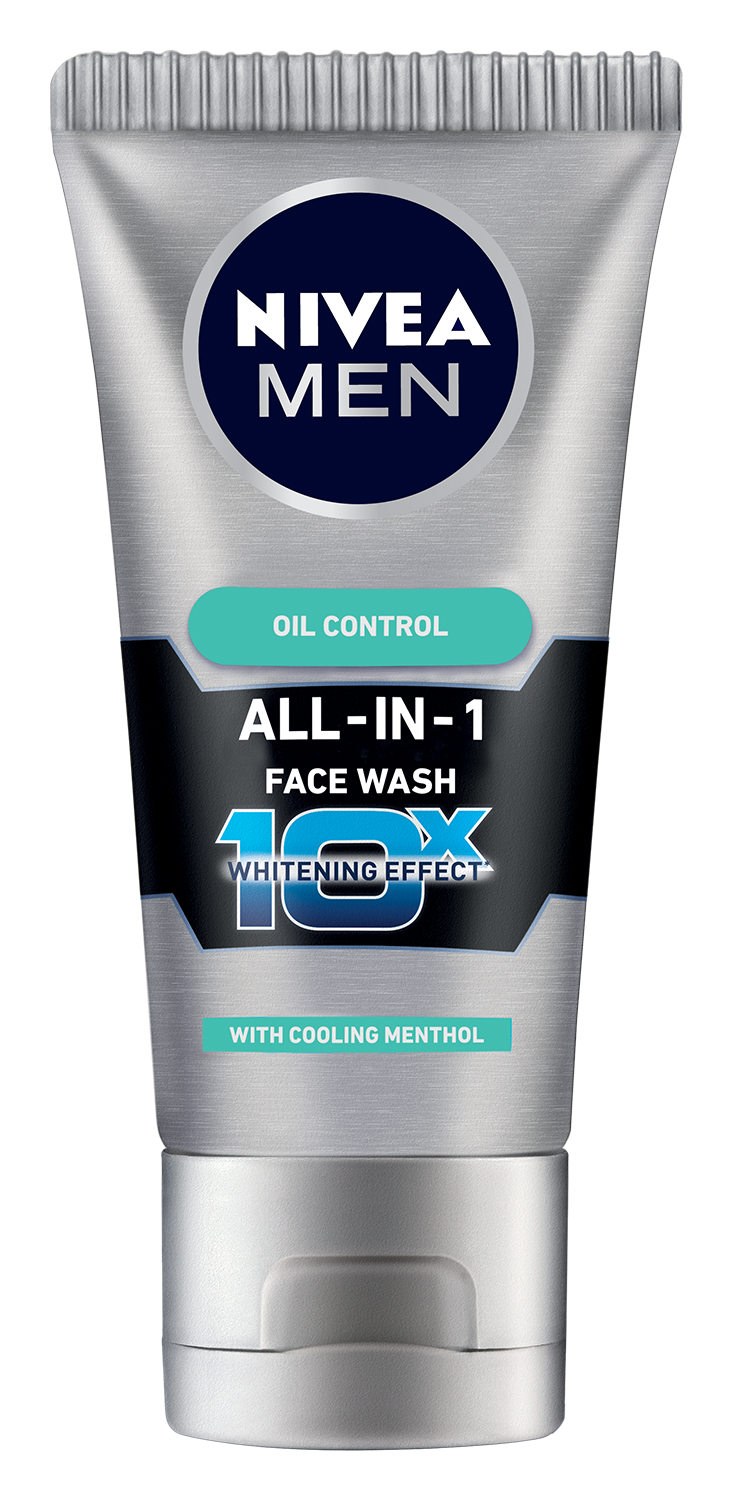 NIVEA
MEN
OIL CONTROL
ALL-IN-1
FACE WASH
10X
WHITENING EFFECT*
WITH COOLING MENTHOL